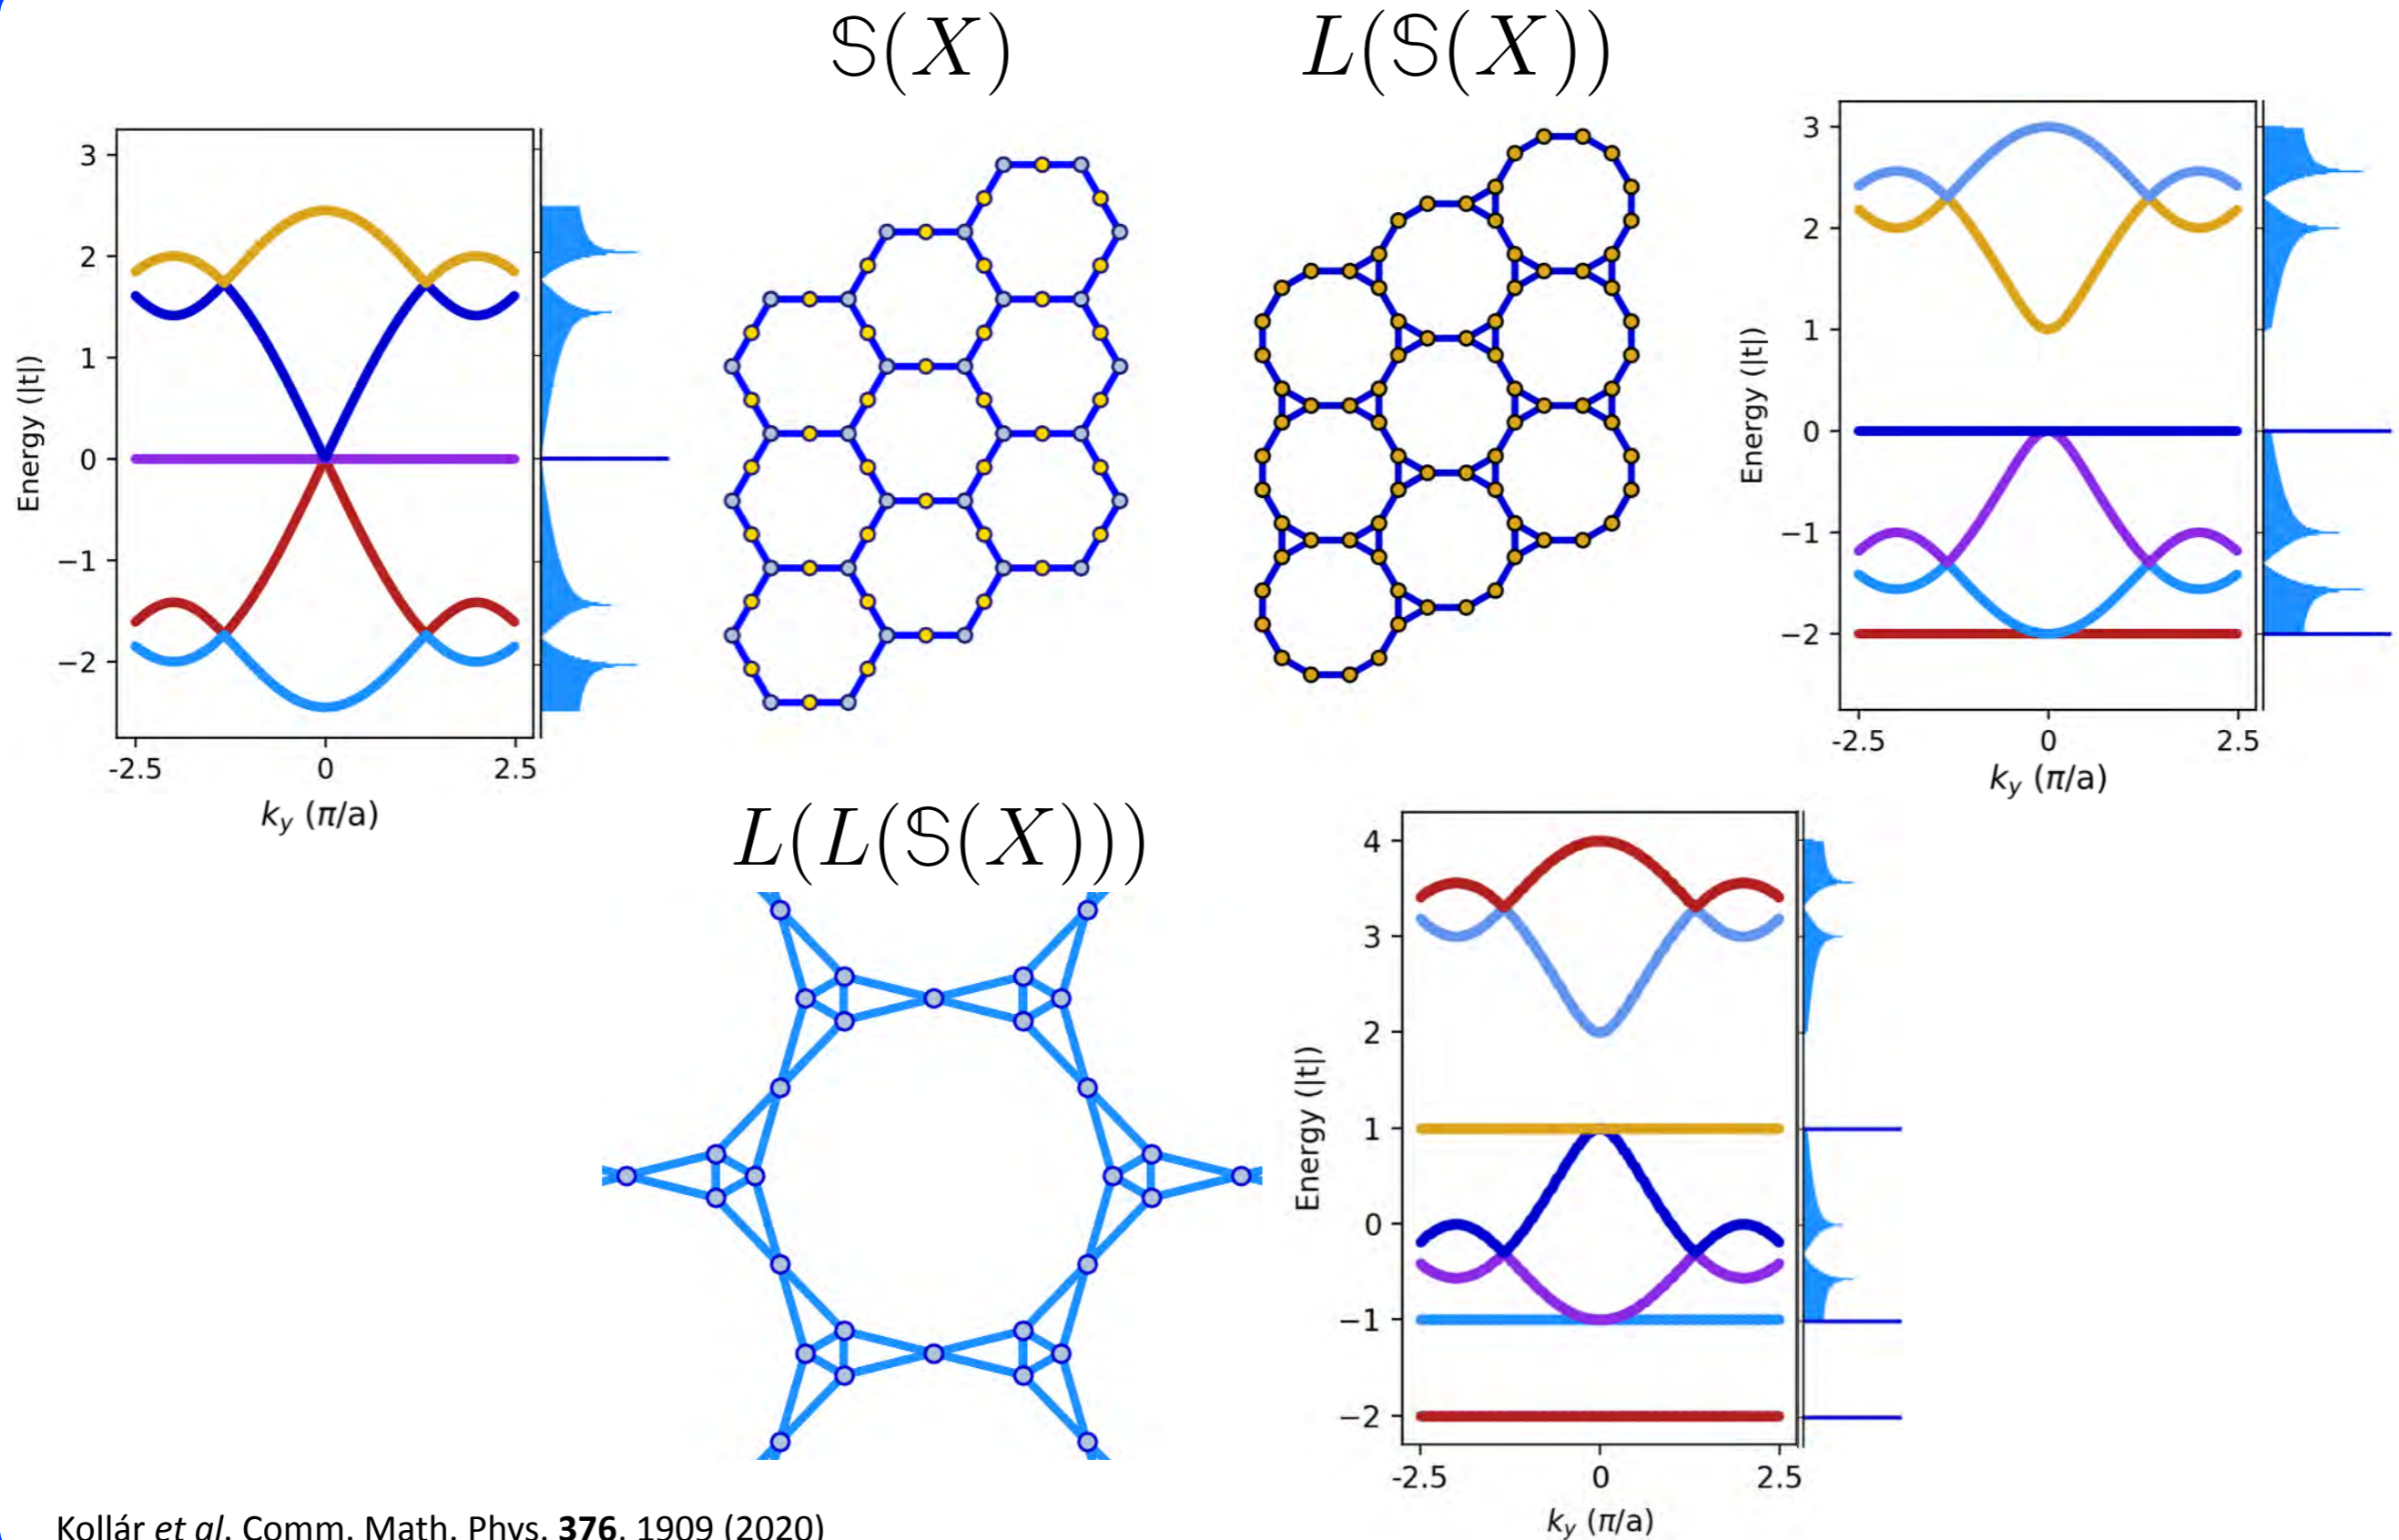 𝕊(X)
L(𝕊(X))
3
2
1
0
−1
−2
Energy (|t|)
-2.5
0
2.5
k_y (π/a)
3
2
1
0
−1
−2
Energy (|t|)
-2.5
0
2.5
k_y (π/a)
L(L(𝕊(X)))
4
3
2
1
0
−1
−2
Energy (|t|)
-2.5
0
2.5
k_y (π/a)
Kollár et al. Comm. Math. Phys. 376, 1909 (2020)